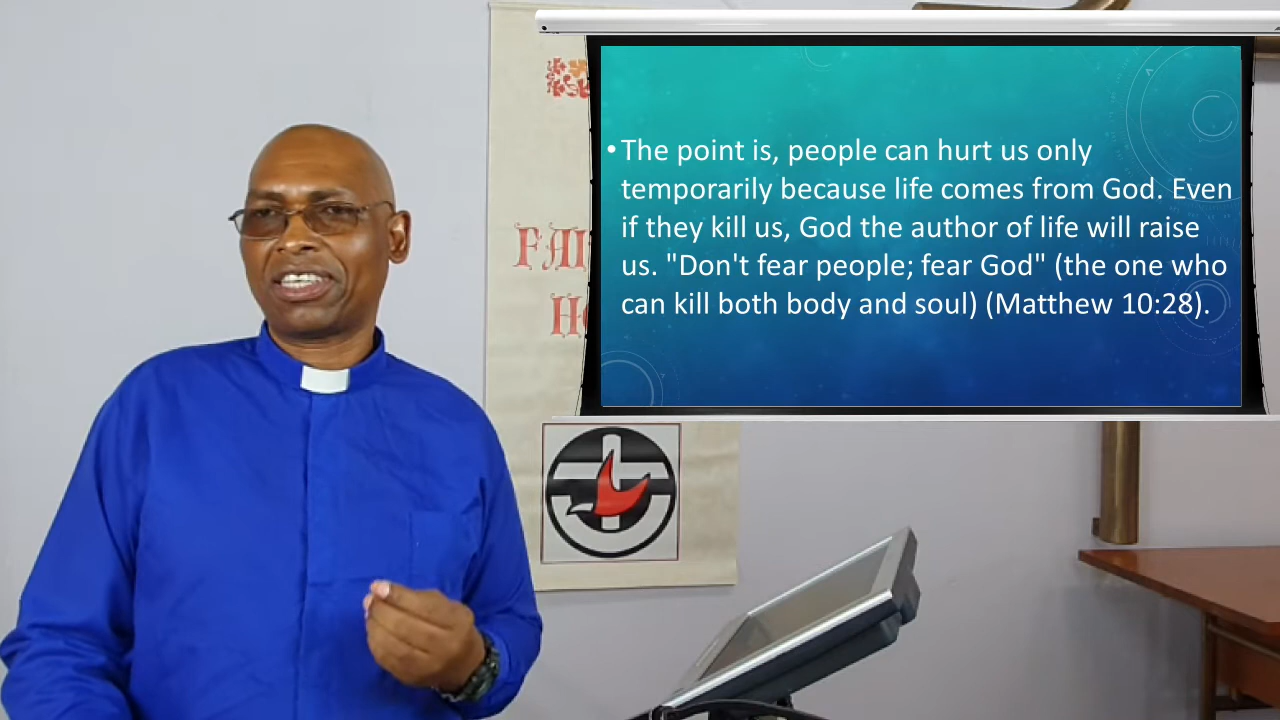 • The point is, people can hurt us only
temporarily because life comes from God. Even
if they kill us, God the author of life will raise
us. "Don't fear people; fear God" (the one who
can kill both body and soul) (Matthew 10:28).